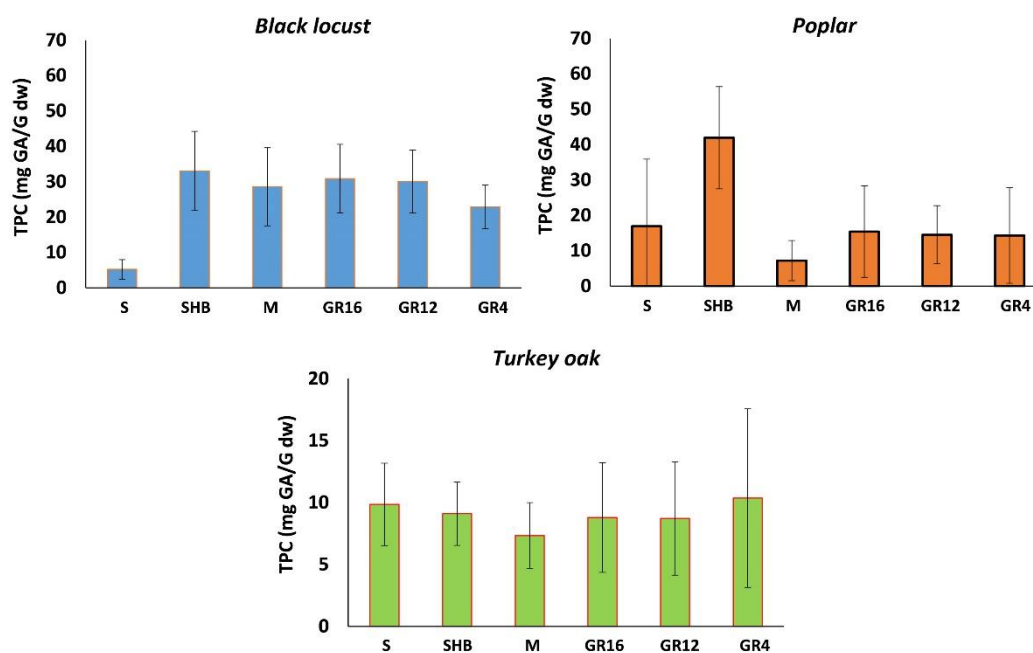 Black locust
TPC (mg GA/G dw)
70
60
50
40
30
20
10
0
S SHB M GR16 GR12 GR4
Poplar
TPC (mg GA/G dw)
70
60
50
40
30
20
10
0
S SHB M GR16 GR12 GR4
Turkey oak
TPC (mg GA/G dw)
20
15
10
5
0
S SHB M GR16 GR12 GR4